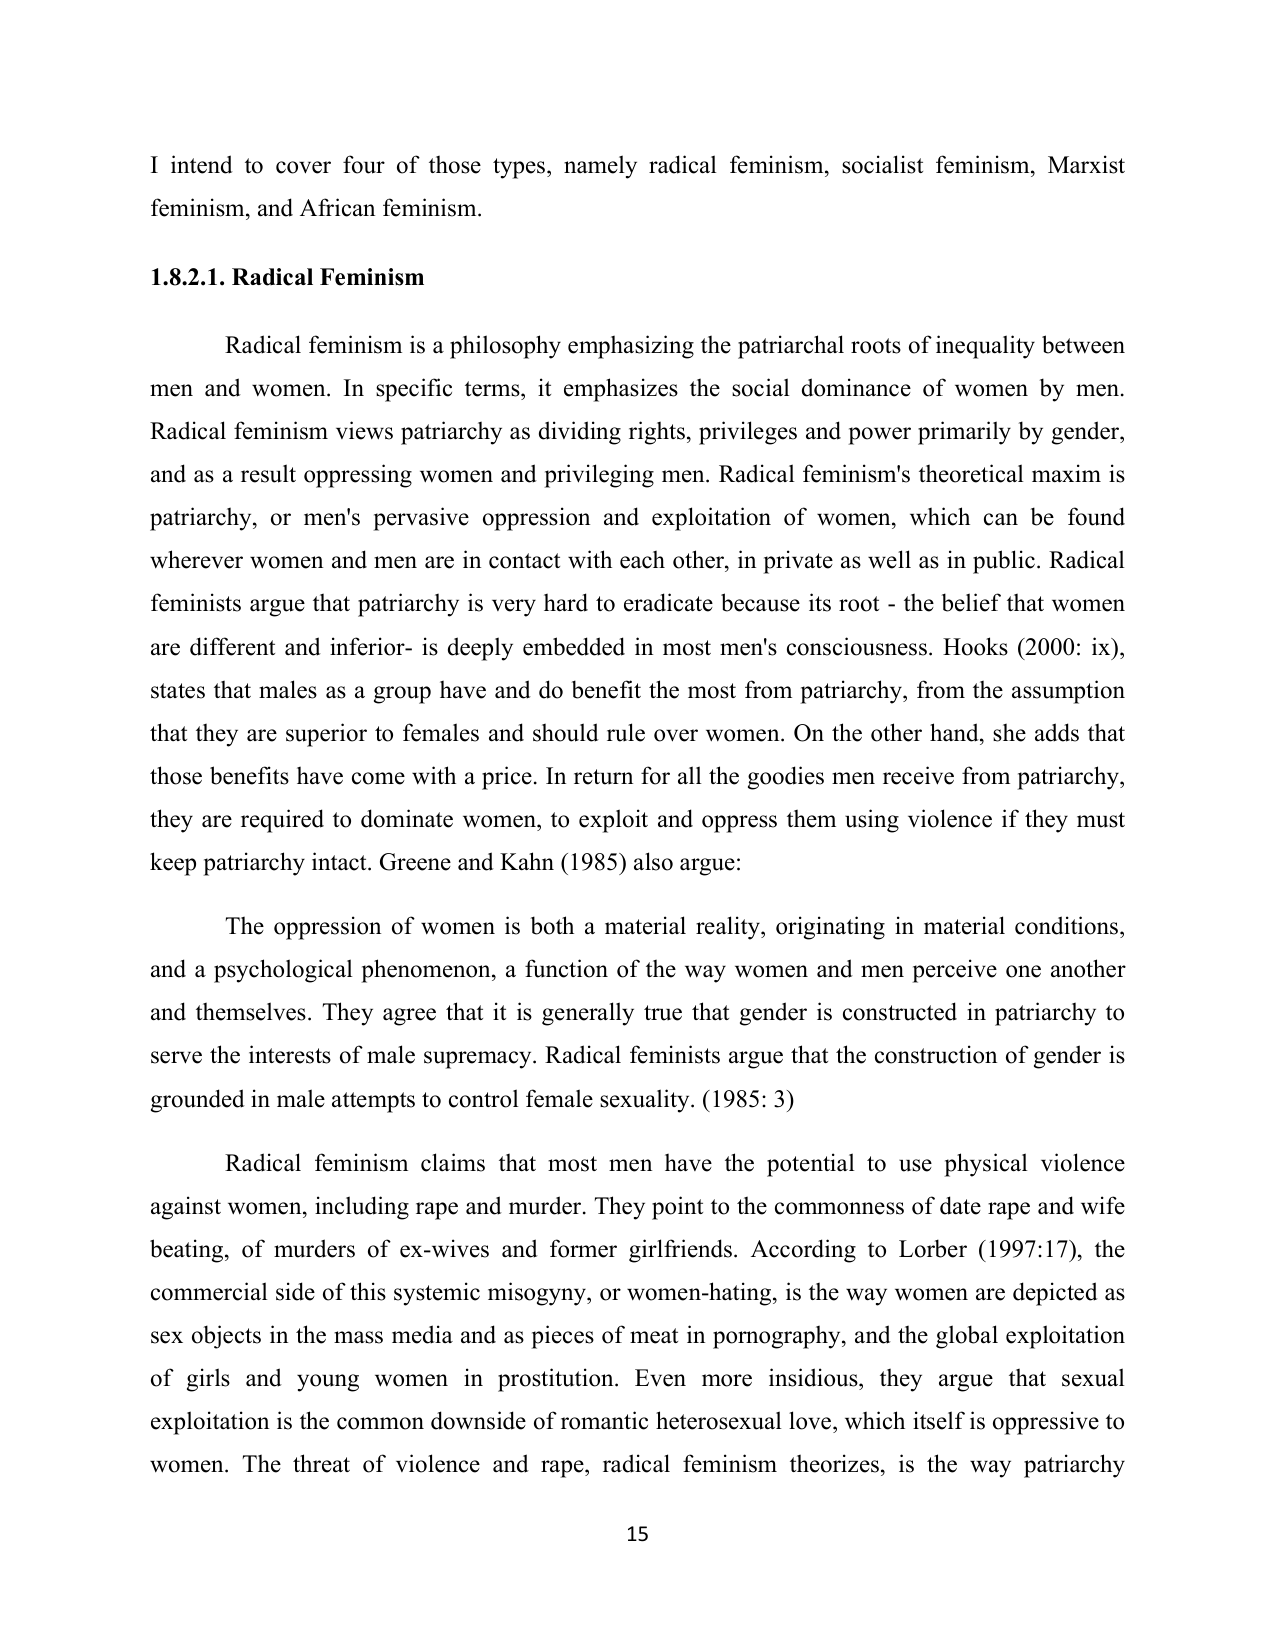 I intend to cover four of those types, namely radical feminism, socialist feminism, Marxist
feminism, and African feminism.
1.8.2.1. Radical Feminism
Radical feminism is a philosophy emphasizing the patriarchal roots of inequality between
men and women. In specific terms, it emphasizes the social dominance of women by men.
Radical feminism views patriarchy as dividing rights, privileges and power primarily by gender,
and as a result oppressing women and privileging men. Radical feminism's theoretical maxim is
patriarchy, or men's pervasive oppression and exploitation of women, which can be found
wherever women and men are in contact with each other, in private as well as in public. Radical
feminists argue that patriarchy is very hard to eradicate because its root - the belief that women
are different and inferior- is deeply embedded in most men's consciousness. Hooks (2000: ix),
states that males as a group have and do benefit the most from patriarchy, from the assumption
that they are superior to females and should rule over women. On the other hand, she adds that
those benefits have come with a price. In return for all the goodies men receive from patriarchy,
they are required to dominate women, to exploit and oppress them using violence if they must
keep patriarchy intact. Greene and Kahn (1985) also argue:
The oppression of women is both a material reality, originating in material conditions,
and a psychological phenomenon, a function of the way women and men perceive one another
and themselves. They agree that it is generally true that gender is constructed in patriarchy to
serve the interests of male supremacy. Radical feminists argue that the construction of gender is
grounded in male attempts to control female sexuality. (1985: 3)
Radical feminism claims that most men have the potential to use physical violence
against women, including rape and murder. They point to the commonness of date rape and wife
beating, of murders of ex-wives and former girlfriends. According to Lorber (1997:17), the
commercial side of this systemic misogyny, or women-hating, is the way women are depicted as
sex objects in the mass media and as pieces of meat in pornography, and the global exploitation
of girls and young women in prostitution. Even more insidious, they argue that sexual
exploitation is the common downside of romantic heterosexual love, which itself is oppressive to
women. The threat of violence and rape, radical feminism theorizes, is the way patriarchy
15